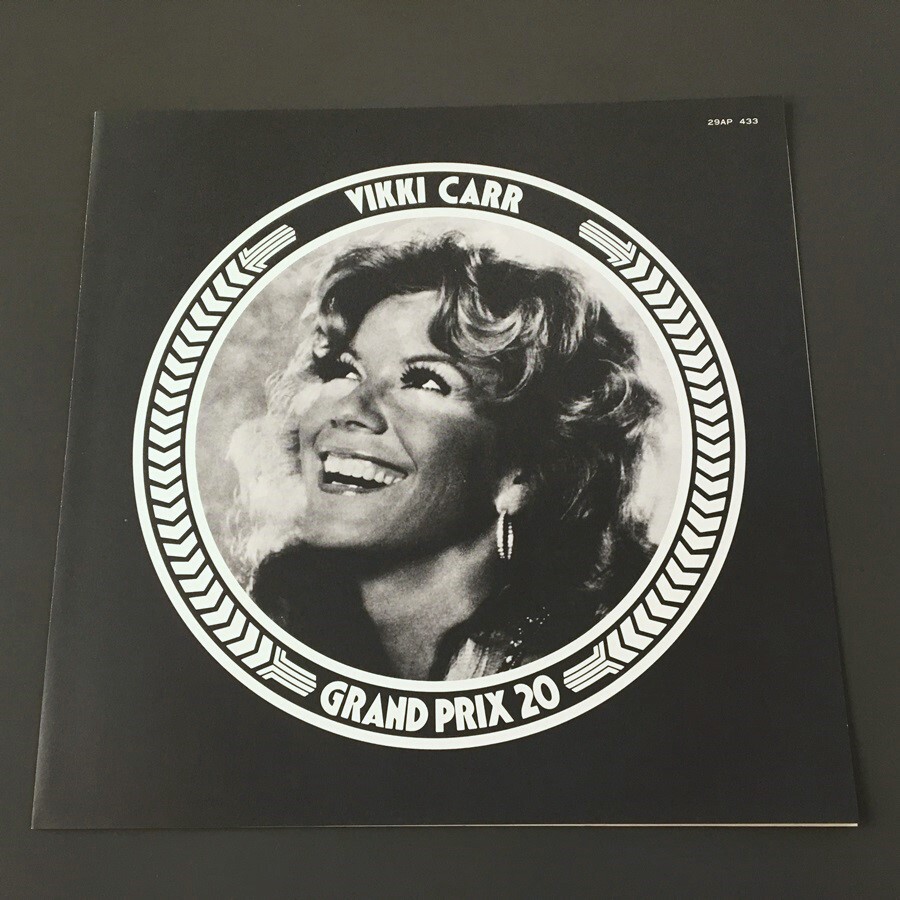 29AP 433
VIKKI CARR
GRAND PRIX 20